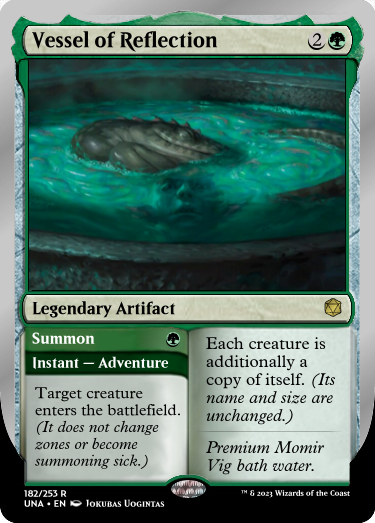 Vessel of Reflection 2
Legendary Artifact
Summon
Instant — Adventure
Target creature
enters the battlefield.
(It does not change
zones or become
summoning sick.)
Each creature is
additionally a
copy of itself. (Its
name and size are
unchanged.)
Premium Momir
Vig bath water.
182/253 R
UNA • EN Jokubas Uogintas
™ & © 2023 Wizards of the Coast